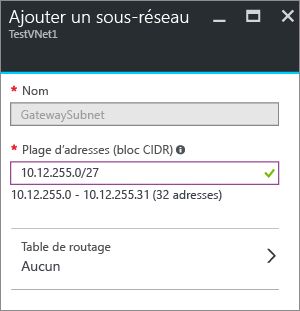 Ajouter un sous-réseau
TestVNet1
* Nom
GatewaySubnet
* Plage d'adresses (bloc CIDR)
10.12.255.0/27
10.12.255.0 - 10.12.255.31 (32 adresses)
Table de routage
Aucun